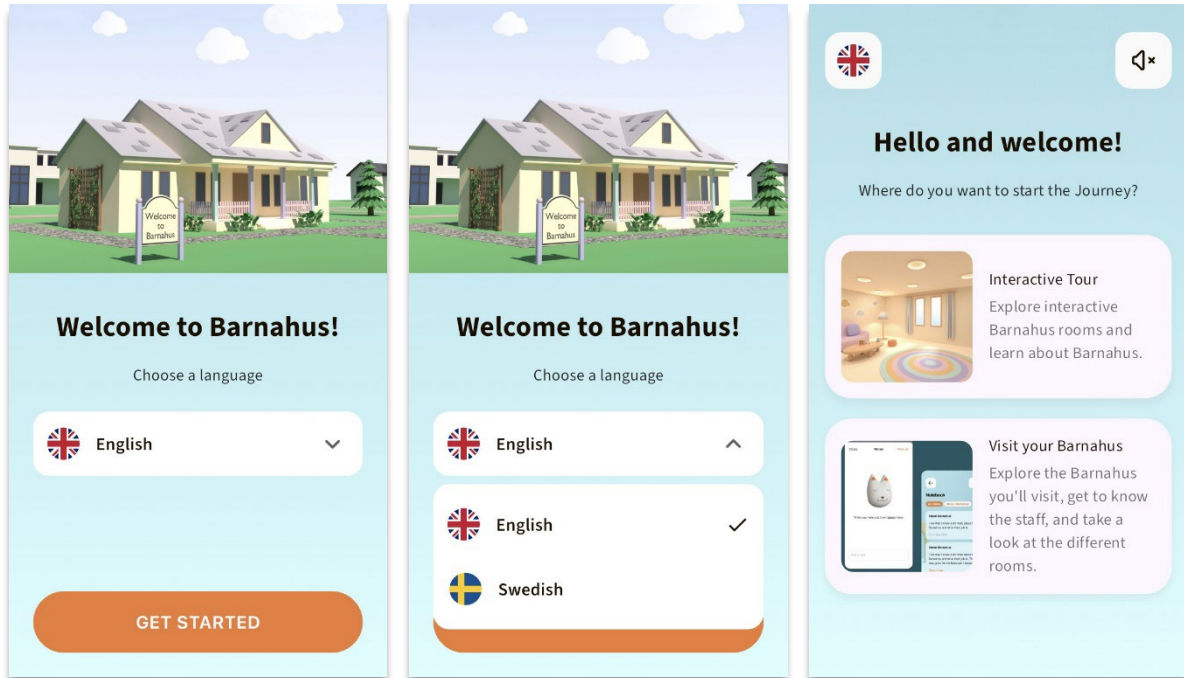 Welcome
to
Barnahus
Welcome to Barnahus!
Choose a language
English
GET STARTED
Welcome
to
Barnahus
Welcome to Barnahus!
Choose a language
English
English
Swedish
Hello and welcome!
Where do you want to start the Journey?
Interactive Tour
Explore interactive
Barnahus rooms and
learn about Barnahus.
Visit your Barnahus
Explore the Barnahus
you'll visit, get to know
the staff, and take a
look at the different
rooms.
Notebook